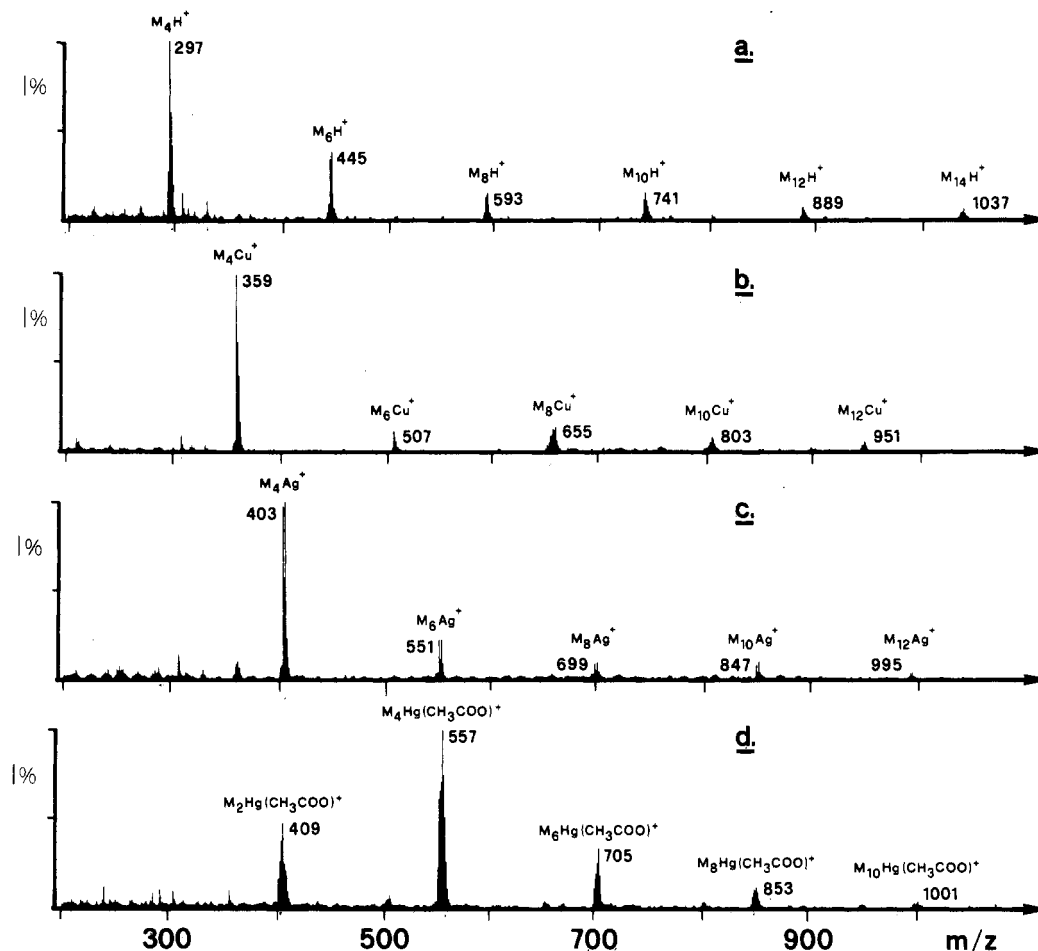 M₄H⁺
297
a.
I%
M₆H⁺
445
M₈H⁺
593
M₁₀H⁺
741
M₁₂H⁺
889
M₁₄H⁺
1037
M₄Cu⁺
359
b.
I%
M₆Cu⁺
507
M₈Cu⁺
655
M₁₀Cu⁺
803
M₁₂Cu⁺
951
M₄Ag⁺
403
c.
I%
M₆Ag⁺
551
M₈Ag⁺
699
M₁₀Ag⁺
847
M₁₂Ag⁺
995
M₄Hg(CH₃COO)⁺
557
d.
I%
M₂Hg(CH₃COO)⁺
409
M₆Hg(CH₃COO)⁺
705
M₈Hg(CH₃COO)⁺
853
M₁₀Hg(CH₃COO)⁺
1001
300 500 700 900 m/z